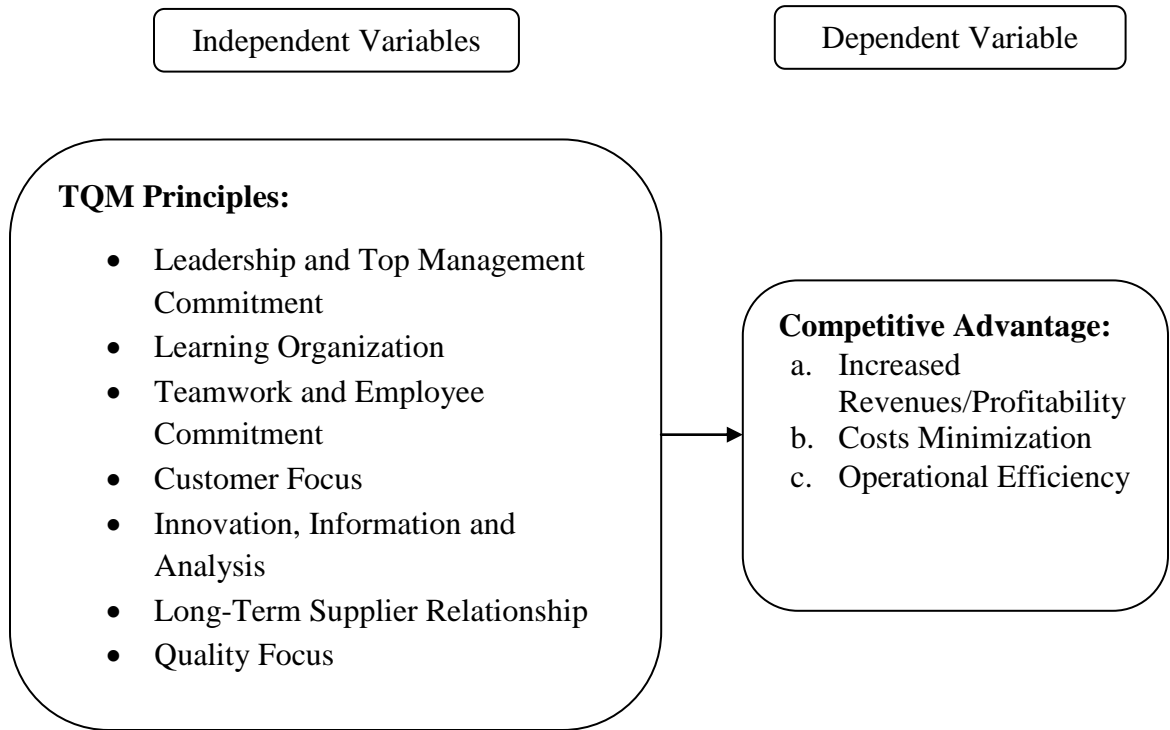 Independent Variables
Dependent Variable
TQM Principles:
• Leadership and Top Management
Commitment
• Learning Organization
• Teamwork and Employee
Commitment
• Customer Focus
• Innovation, Information and
Analysis
• Long-Term Supplier Relationship
• Quality Focus
Competitive Advantage:
a. Increased
Revenues/Profitability
b. Costs Minimization
c. Operational Efficiency